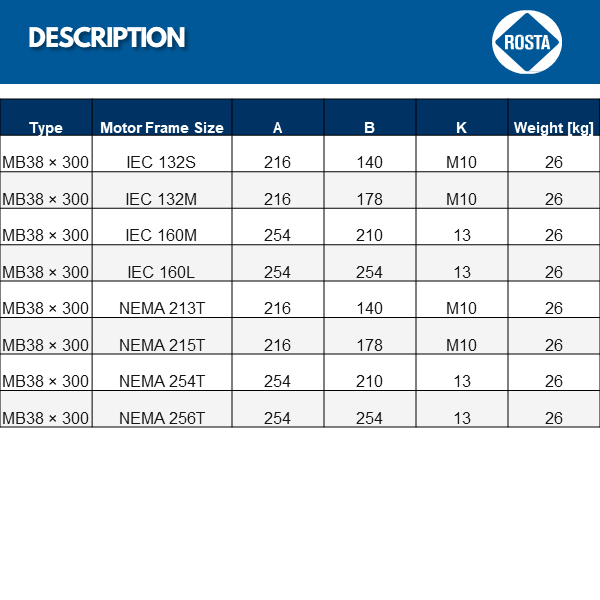 DESCRIPTION
ROSTA
Type Motor Frame Size A B K Weight [kg]
MB38 × 300 IEC 132S 216 140 M10 26
MB38 × 300 IEC 132M 216 178 M10 26
MB38 × 300 IEC 160M 254 210 13 26
MB38 × 300 IEC 160L 254 254 13 26
MB38 × 300 NEMA 213T 216 140 M10 26
MB38 × 300 NEMA 215T 216 178 M10 26
MB38 × 300 NEMA 254T 254 210 13 26
MB38 × 300 NEMA 256T 254 254 13 26